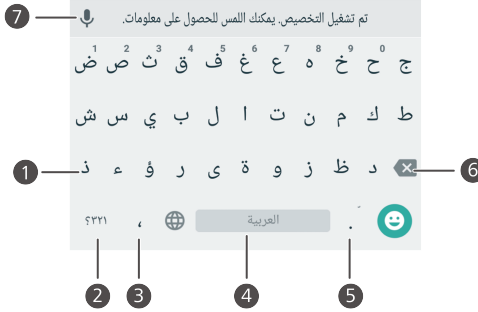 تم تشغيل التخصيص. يمكنك اللمس للحصول على معلومات.
7
1 2 3 4 5 6 7 8 9 0
ض ص ث ق ف غ ع ه خ ح ج
ش س ي ب ل ا ت ن م ك ط
ذ ء ؤ ر ى ة و ز ظ د
1
6
؟٣٢١ ، العربية .
2 3 4 5